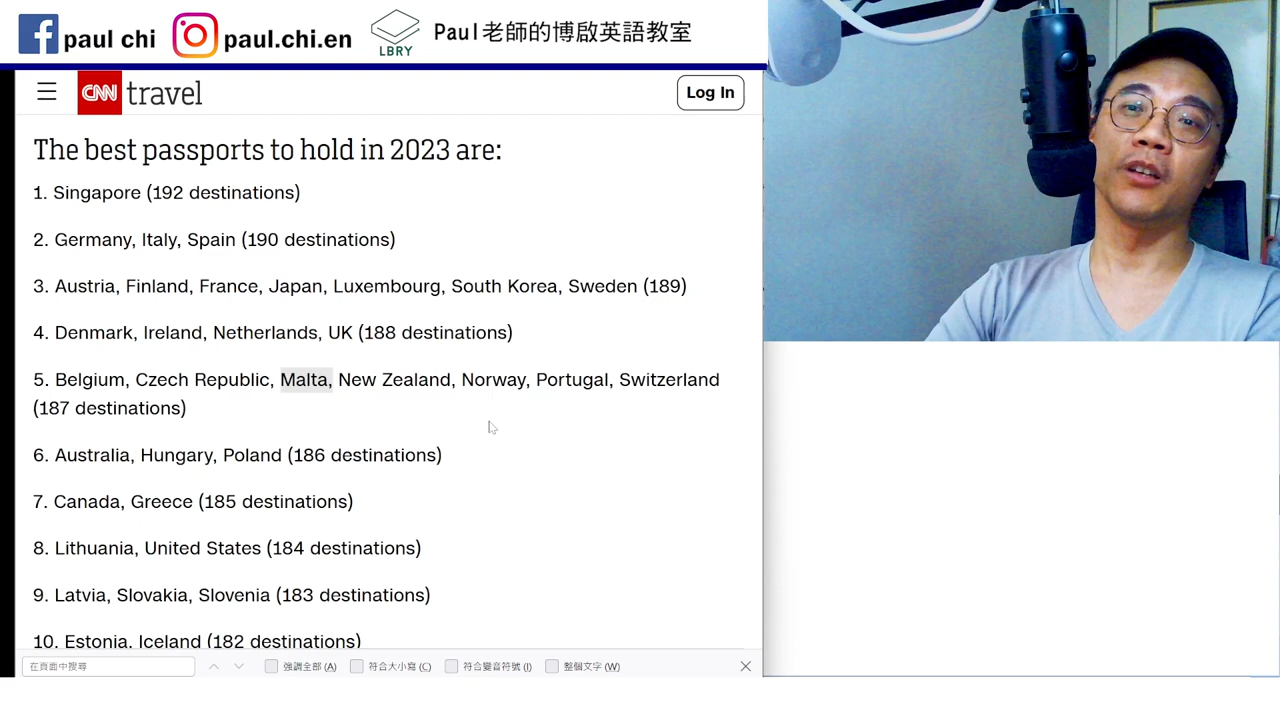 paul chi
paul.chi.en
LBRY
Paul老師的博啟英語教室
CNN travel
Log In
The best passports to hold in 2023 are:
1. Singapore (192 destinations)
2. Germany, Italy, Spain (190 destinations)
3. Austria, Finland, France, Japan, Luxembourg, South Korea, Sweden (189)
4. Denmark, Ireland, Netherlands, UK (188 destinations)
5. Belgium, Czech Republic, Malta, New Zealand, Norway, Portugal, Switzerland
(187 destinations)
6. Australia, Hungary, Poland (186 destinations)
7. Canada, Greece (185 destinations)
8. Lithuania, United States (184 destinations)
9. Latvia, Slovakia, Slovenia (183 destinations)
10. Estonia, Iceland (182 destinations)
在頁面中搜尋
強調全部 (A)
符合大小寫 (C)
符合變音符號 (I)
整個文字 (W)